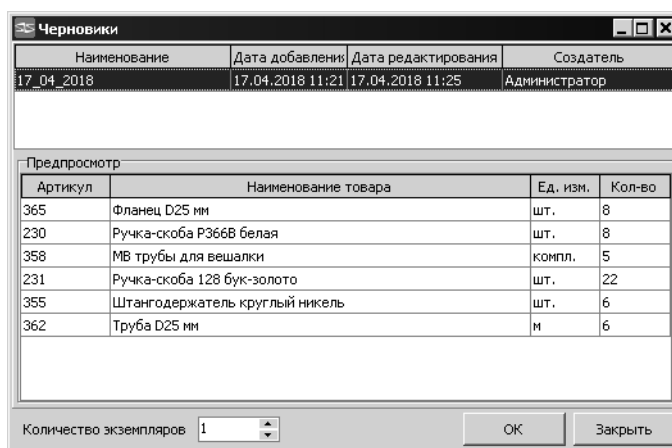 Черновики
Наименование Дата добавлени Дата редактирования Создатель
17_04_2018 17.04.2018 11:21 17.04.2018 11:25 Администратор
Предпросмотр
Артикул Наименование товара Ед. изм. Кол-во
365 Фланец D25 мм шт. 8
230 Ручка-скоба Р366В белая шт. 8
358 МВ трубы для вешалки компл. 5
231 Ручка-скоба 128 бук-золото шт. 22
355 Штангодержатель круглый никель шт. 6
362 Труба D25 мм м 6
Количество экземпляров 1 ОК Закрыть